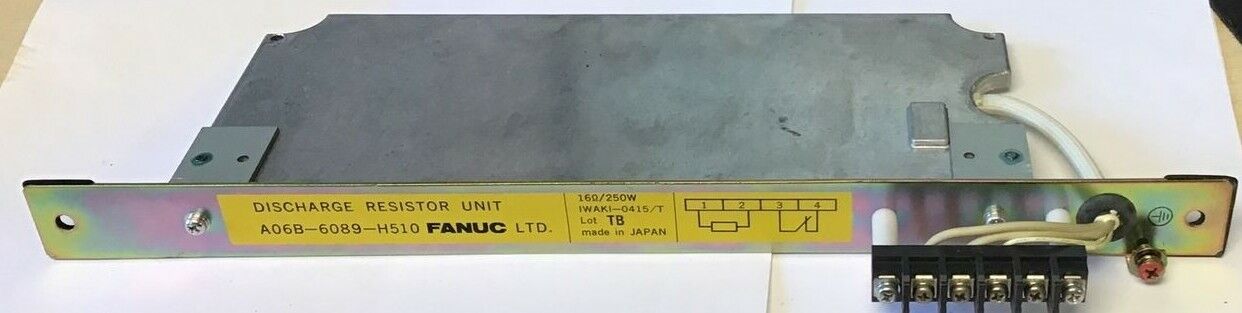 DISCHARGE RESISTOR UNIT
A06B-6089-H510 FANUC LTD.
16Ω/250W
IWAKI-0415/T
Lot TB
made in JAPAN
1 2 3 4